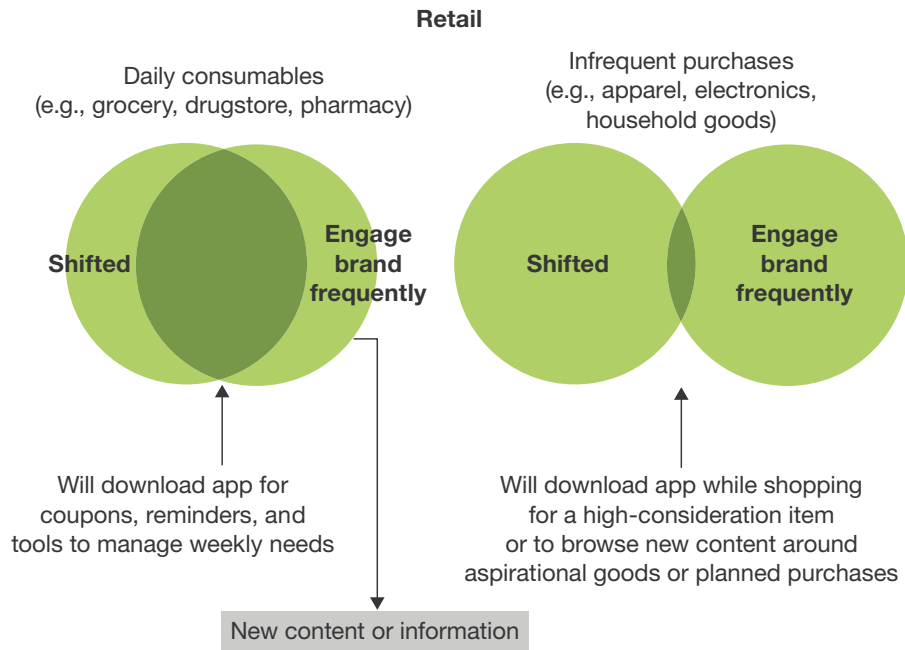 Retail
Daily consumables
(e.g., grocery, drugstore, pharmacy)
Infrequent purchases
(e.g., apparel, electronics,
household goods)
Shifted
Engage
brand
frequently
Shifted
Engage
brand
frequently
Will download app for
coupons, reminders, and
tools to manage weekly needs
Will download app while shopping
for a high-consideration item
or to browse new content around
aspirational goods or planned purchases
New content or information